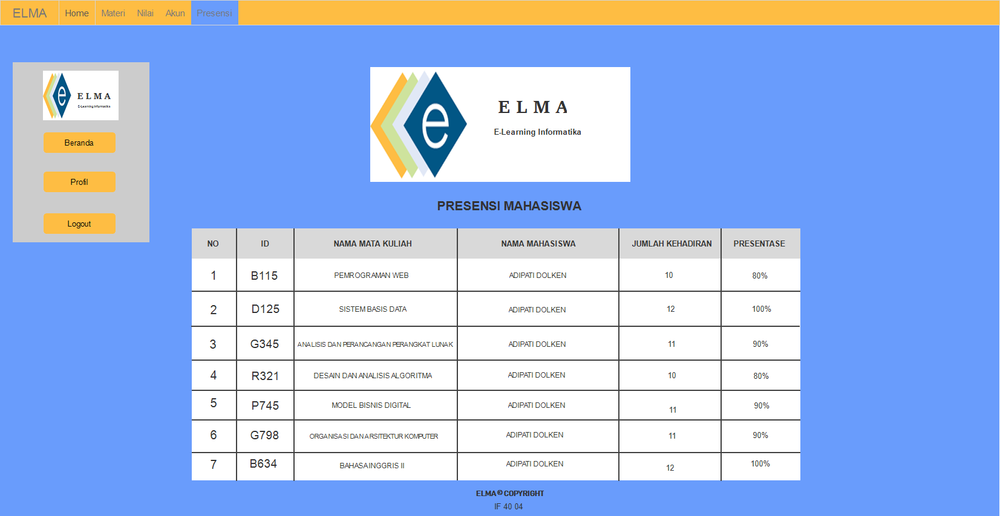 ELMA Home Materi Nilai Akun Presensi
E L M A
E-Learning Informatika
Beranda
Profil
Logout
E L M A
E-Learning Informatika
PRESENSI MAHASISWA
NO ID NAMA MATA KULIAH NAMA MAHASISWA JUMLAH KEHADIRAN PRESENTASE
1 B115 PEMROGRAMAN WEB ADIPATI DOLKEN 10 80%
2 D125 SISTEM BASIS DATA ADIPATI DOLKEN 12 100%
3 G345 ANALISIS DAN PERANCANGAN PERANGKAT LUNAK ADIPATI DOLKEN 11 90%
4 R321 DESAIN DAN ANALISIS ALGORITMA ADIPATI DOLKEN 10 80%
5 P745 MODEL BISNIS DIGITAL ADIPATI DOLKEN 11 90%
6 G798 ORGANISASI DAN ARSITEKTUR KOMPUTER ADIPATI DOLKEN 11 90%
7 B634 BAHASA INGGRIS II ADIPATI DOLKEN 12 100%
ELMA © COPYRIGHT
IF 40 04